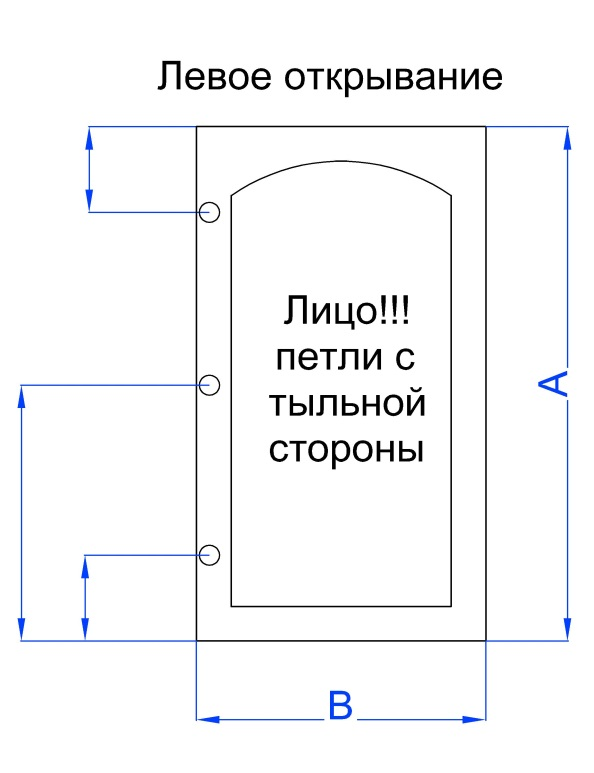 Левое открывание
Лицо!!!
петли с
тыльной
стороны
A
B